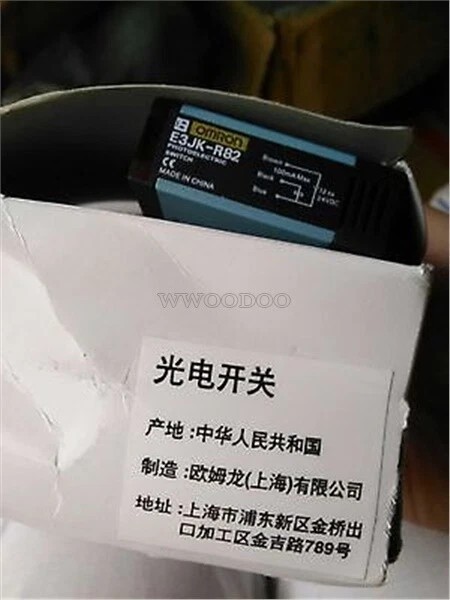 OMRON
E3JK-R82
PHOTOELECTRIC
SWITCH
CE
MADE IN CHINA
Brown
100mA Max
Black
Blue
24VDC
WWOODOO
光电开关
产地:中华人民共和国
制造:欧姆龙(上海)有限公司
地址:上海市浦东新区金桥出
口加工区金吉路789号